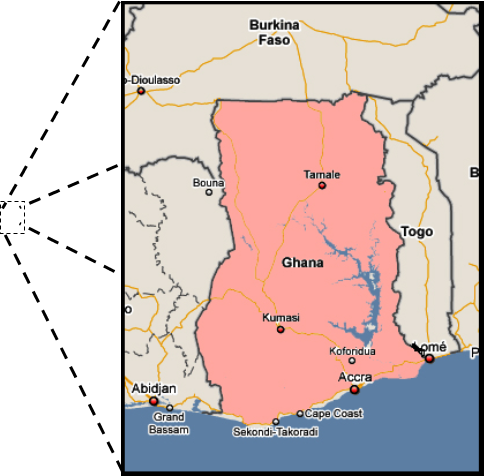 Burkina
Faso
o-Dioulasso
Tamale
Bouna
B
Togo
Ghana
o
Kumasi
Koforidua
Lomé
P
Accra
Abidjan
Grand
Bassam
Cape Coast
Sekondi-Takoradi